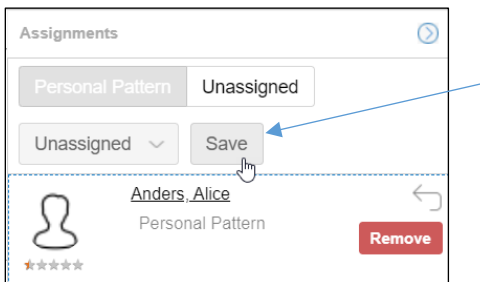 Assignments
Personal Pattern Unassigned
Unassigned Save
Anders, Alice
Personal Pattern
Remove